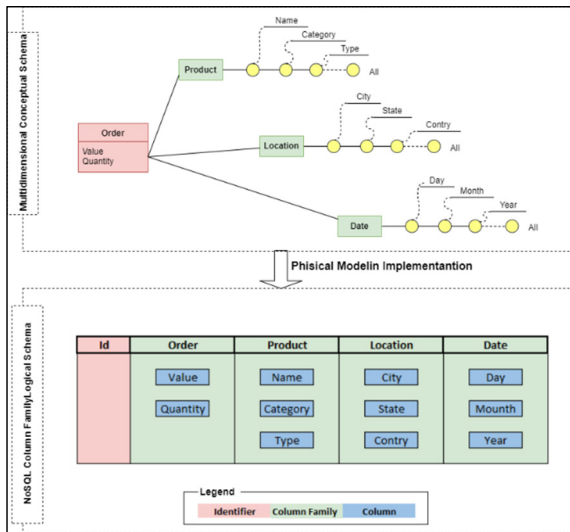 Multidimensional Conceptual Schema
Name
Category
Type
Product
All
City
State
Contry
Order
Value
Quantity
Location
All
Day
Month
Year
Date
All
Phisical Modelin Implementantion
NoSQL Column FamilyLogical Schema
Id Order Product Location Date
Value Name City Day
Quantity Category State Mounth
Type Contry Year
Legend
Identifier Column Family Column